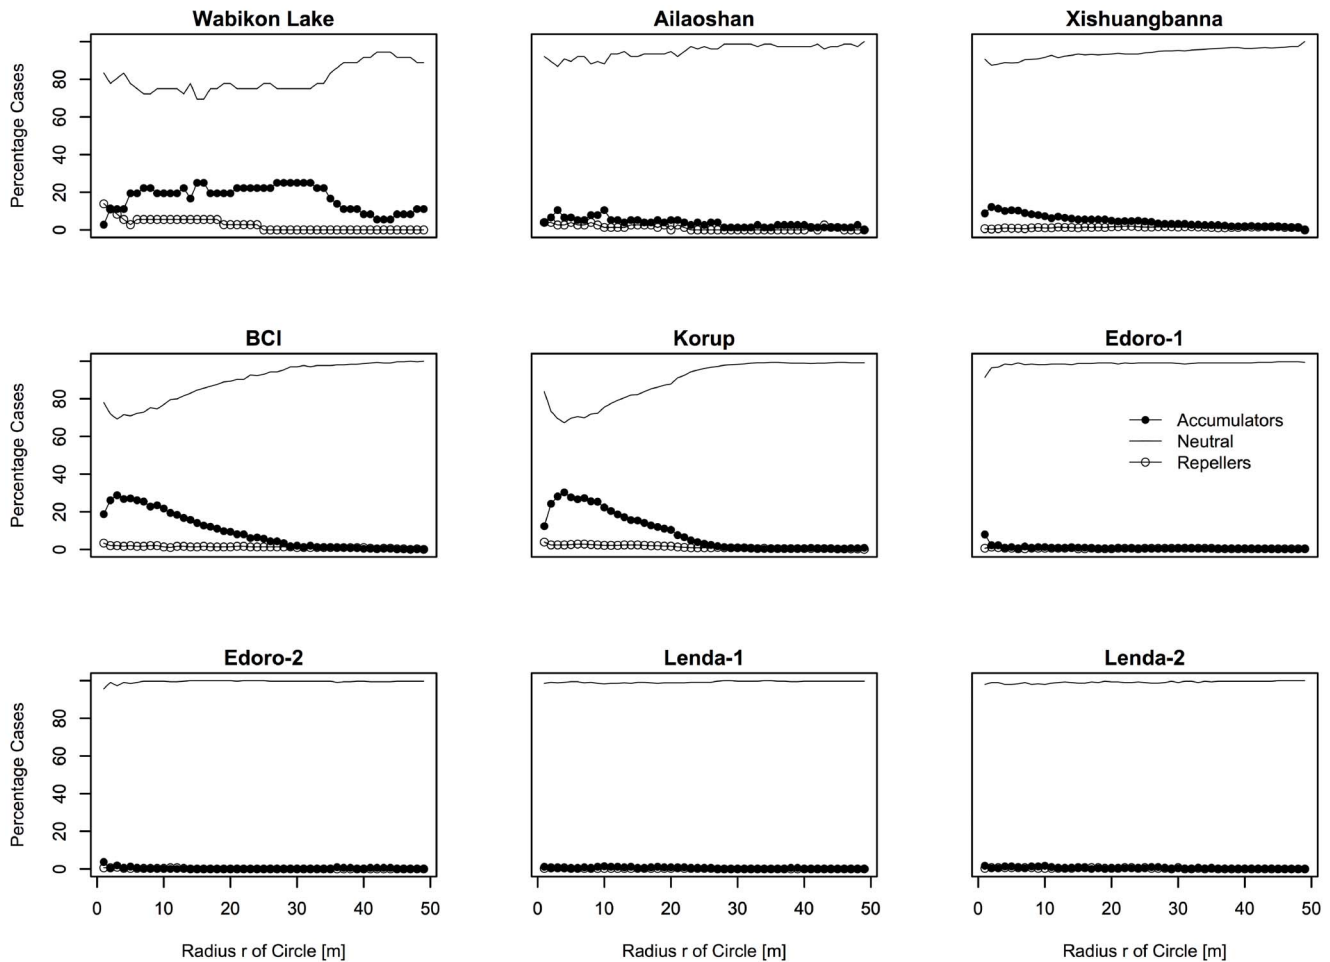 Wabikon Lake
Ailaoshan
Xishuangbanna
Percentage Cases
80
60
40
20
0
BCI
Korup
Edoro-1
Percentage Cases
80
60
40
20
0
Accumulators
Neutral
Repellers
Edoro-2
Lenda-1
Lenda-2
Percentage Cases
80
60
40
20
0
0 10 20 30 40 50
0 10 20 30 40 50
0 10 20 30 40 50
Radius r of Circle [m]
Radius r of Circle [m]
Radius r of Circle [m]